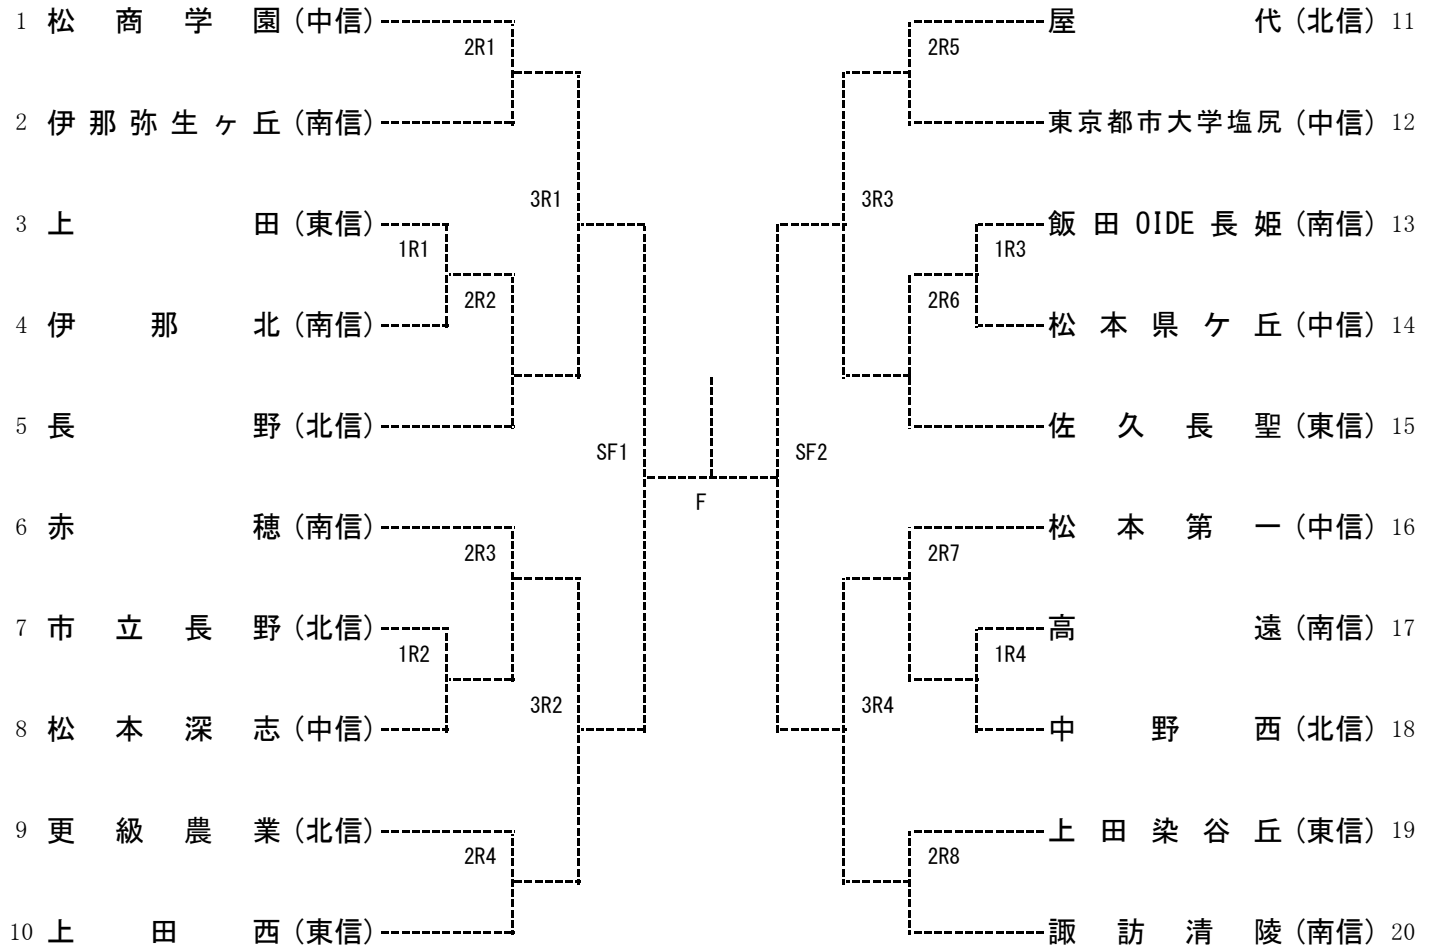 1 松商学園(中信)
2R1
2 伊那弥生ヶ丘(南信)
3R1
3 上田(東信)
1R1
2R2
4 伊那北(南信)
5 長野(北信)
SF1
6 赤穂(南信)
2R3
7 市立長野(北信)
1R2
3R2
8 松本深志(中信)
9 更級農業(北信)
2R4
10 上田西(東信)
F
屋代(北信) 11
2R5
東京都市大学塩尻(中信) 12
3R3
飯田OIDE長姫(南信) 13
1R3
2R6
松本県ケ丘(中信) 14
佐久長聖(東信) 15
SF2
松本第一(中信) 16
2R7
高遠(南信) 17
1R4
3R4
中野西(北信) 18
上田染谷丘(東信) 19
2R8
諏訪清陵(南信) 20